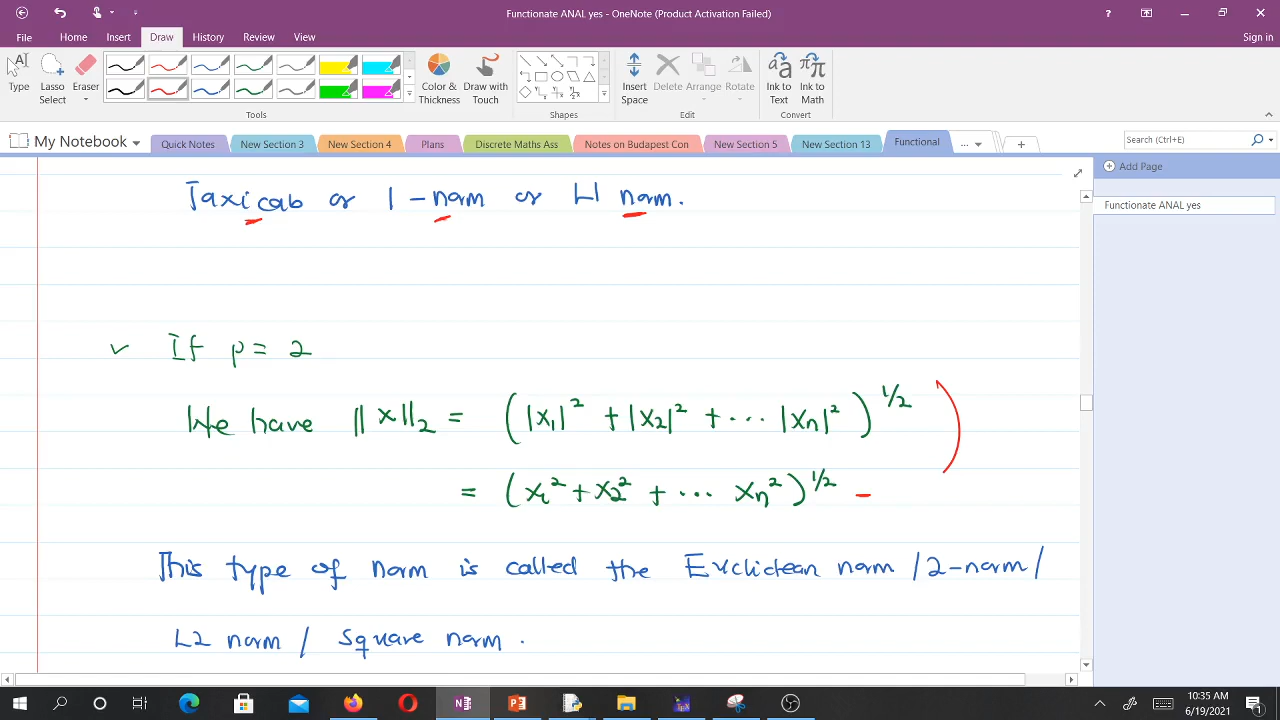 Functionate ANAL yes - OneNote (Product Activation Failed)
File Home Insert Draw History Review View Sign in
Type Lasso Select Eraser Color & Thickness Draw with Touch Insert Space Delete Arrange Rotate Ink to Text Ink to Math
Tools Shapes Edit Convert
My Notebook Quick Notes New Section 3 New Section 4 Plans Discrete Maths Ass Notes on Budapest Con New Section 5 New Section 13 Functional ... + Search (Ctrl+E)
Add Page
Functionate ANAL yes
Taxicab or 1-norm or L1 norm.
✓ If p = 2
We have ||x||₂ = (|x₁|² + |x₂|² + ... |xₙ|²)^1/2
= (x₁² + x₂² + ... xₙ²)^1/2 -
This type of norm is called the Euclictean norm /2-norm/
L2 norm / Square norm .
10:35 AM
6/19/2021